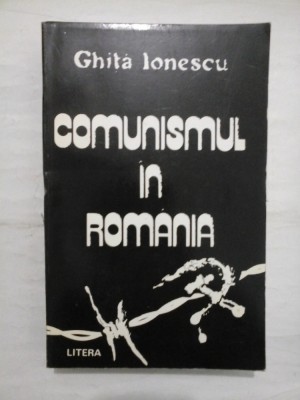 Ghiță Ionescu
COMUNISMUL
ÎN
ROMÂNIA
LITERA